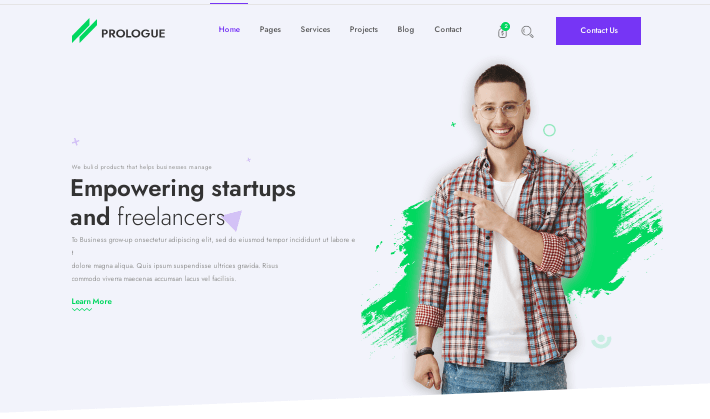 PROLOGUE
Home Pages Services Projects Blog Contact
Contact Us
We build products that helps businesses manage
Empowering startups
and freelancers
To Business grow-up onsectetur adipiscing elit, sed do eiusmod tempor incididunt ut labore e
t
dolore magna aliqua. Quis ipsum suspendisse ultrices gravida. Risus
commodo viverra maecenas accumsan lacus vel facilisis.
Learn More